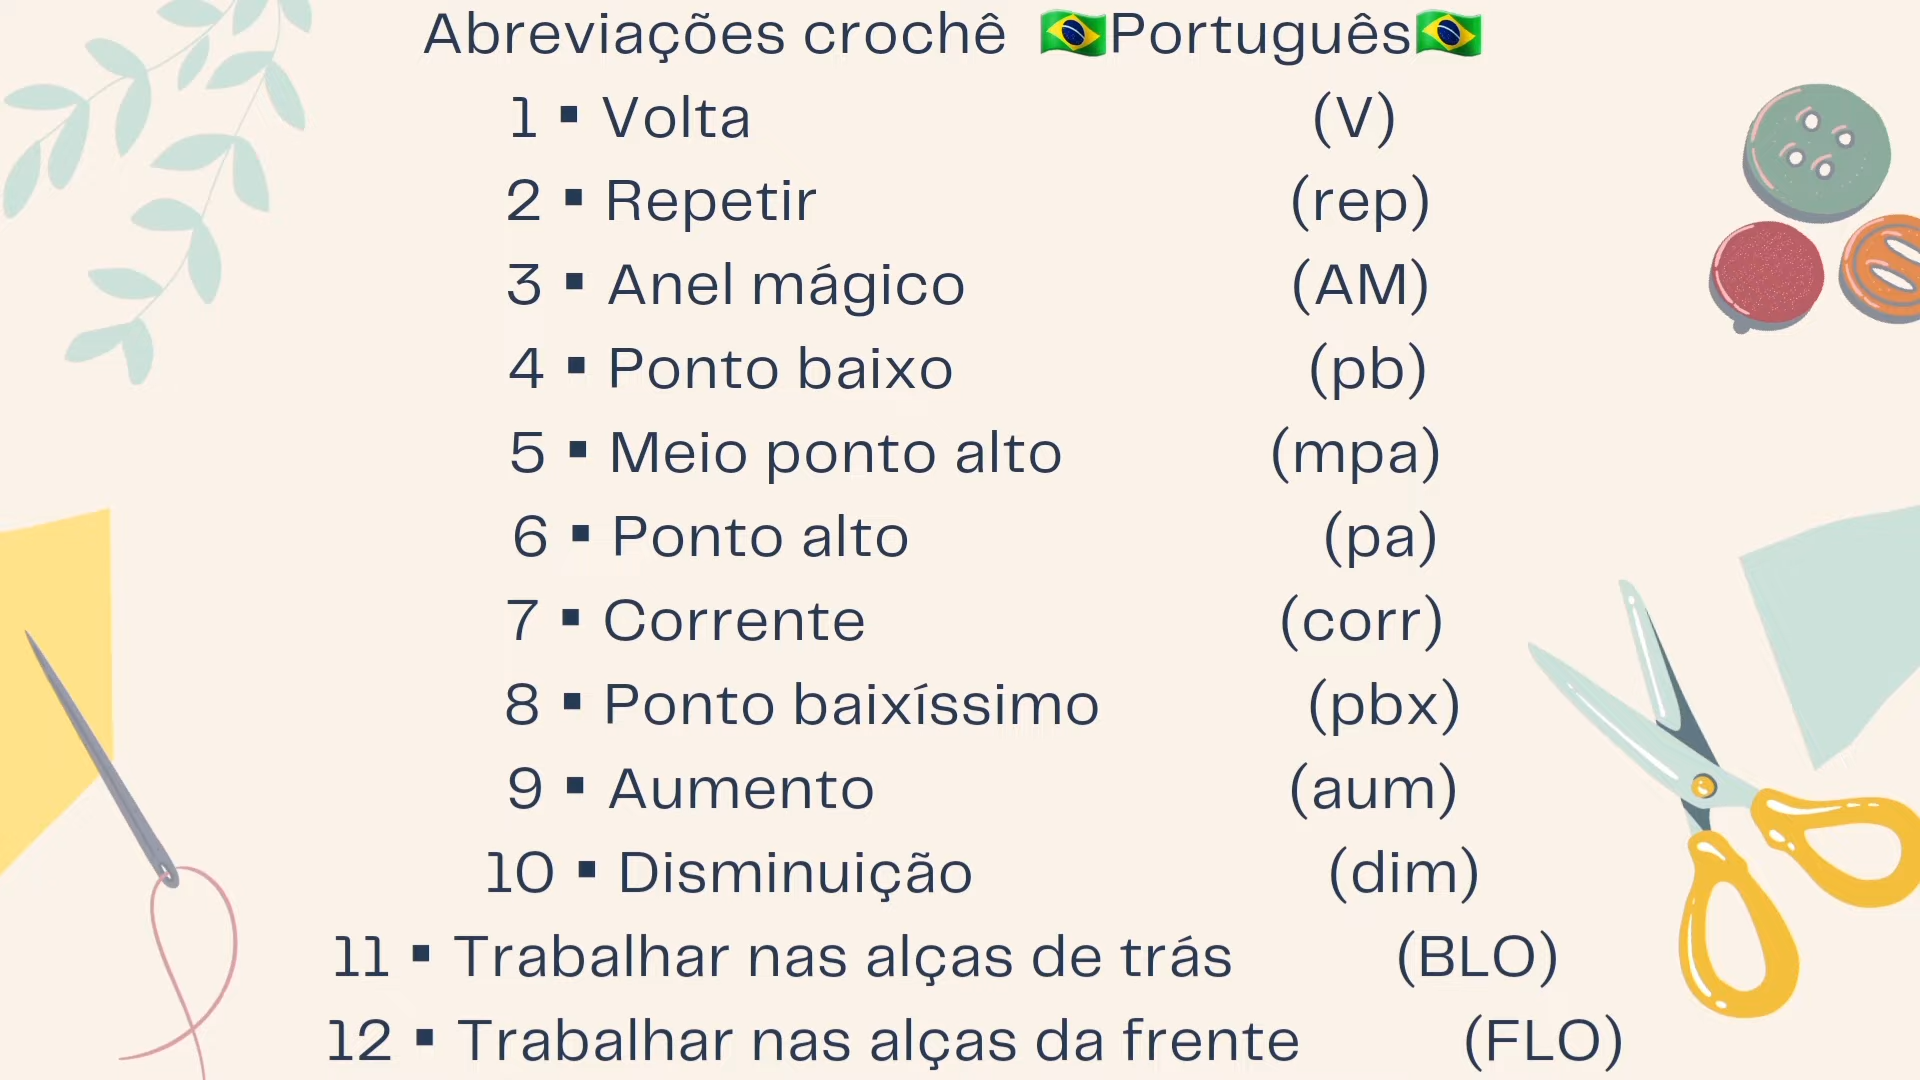 Abreviações crochê 🇧🇷Português🇧🇷
1 ▪ Volta (V)
2 ▪ Repetir (rep)
3 ▪ Anel mágico (AM)
4 ▪ Ponto baixo (pb)
5 ▪ Meio ponto alto (mpa)
6 ▪ Ponto alto (pa)
7 ▪ Corrente (corr)
8 ▪ Ponto baixíssimo (pbx)
9 ▪ Aumento (aum)
10 ▪ Disminuição (dim)
11 ▪ Trabalhar nas alças de trás (BLO)
12 ▪ Trabalhar nas alças da frente (FLO)